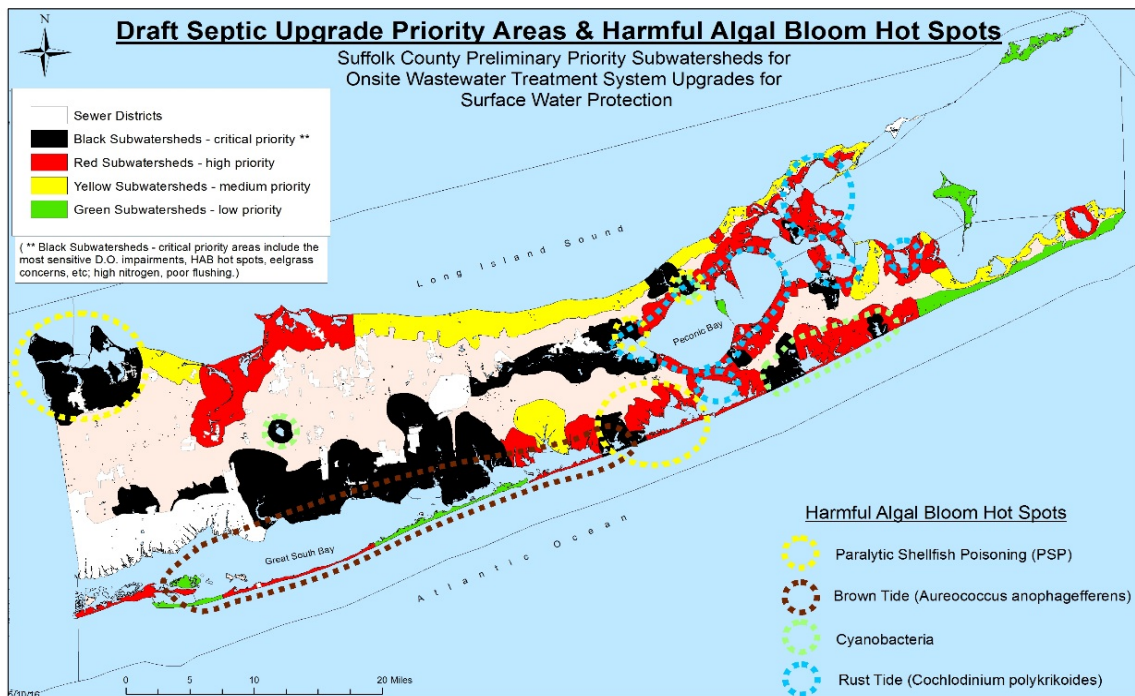 Draft Septic Upgrade Priority Areas & Harmful Algal Bloom Hot Spots
Suffolk County Preliminary Priority Subwatersheds for
Onsite Wastewater Treatment System Upgrades for
Surface Water Protection
N
Sewer Districts
Black Subwatersheds - critical priority **
Red Subwatersheds - high priority
Yellow Subwatersheds - medium priority
Green Subwatersheds - low priority
( ** Black Subwatersheds - critical priority areas include the
most sensitive D.O. impairments, HAB hot spots, eelgrass
concerns, etc; high nitrogen, poor flushing.)
Long Island Sound
Peconic Bay
Great South Bay
Atlantic Ocean
Harmful Algal Bloom Hot Spots
Paralytic Shellfish Poisoning (PSP)
Brown Tide (Aureococcus anophagefferens)
Cyanobacteria
Rust Tide (Cochlodinium polykrikoides)
0 5 10 20 Miles